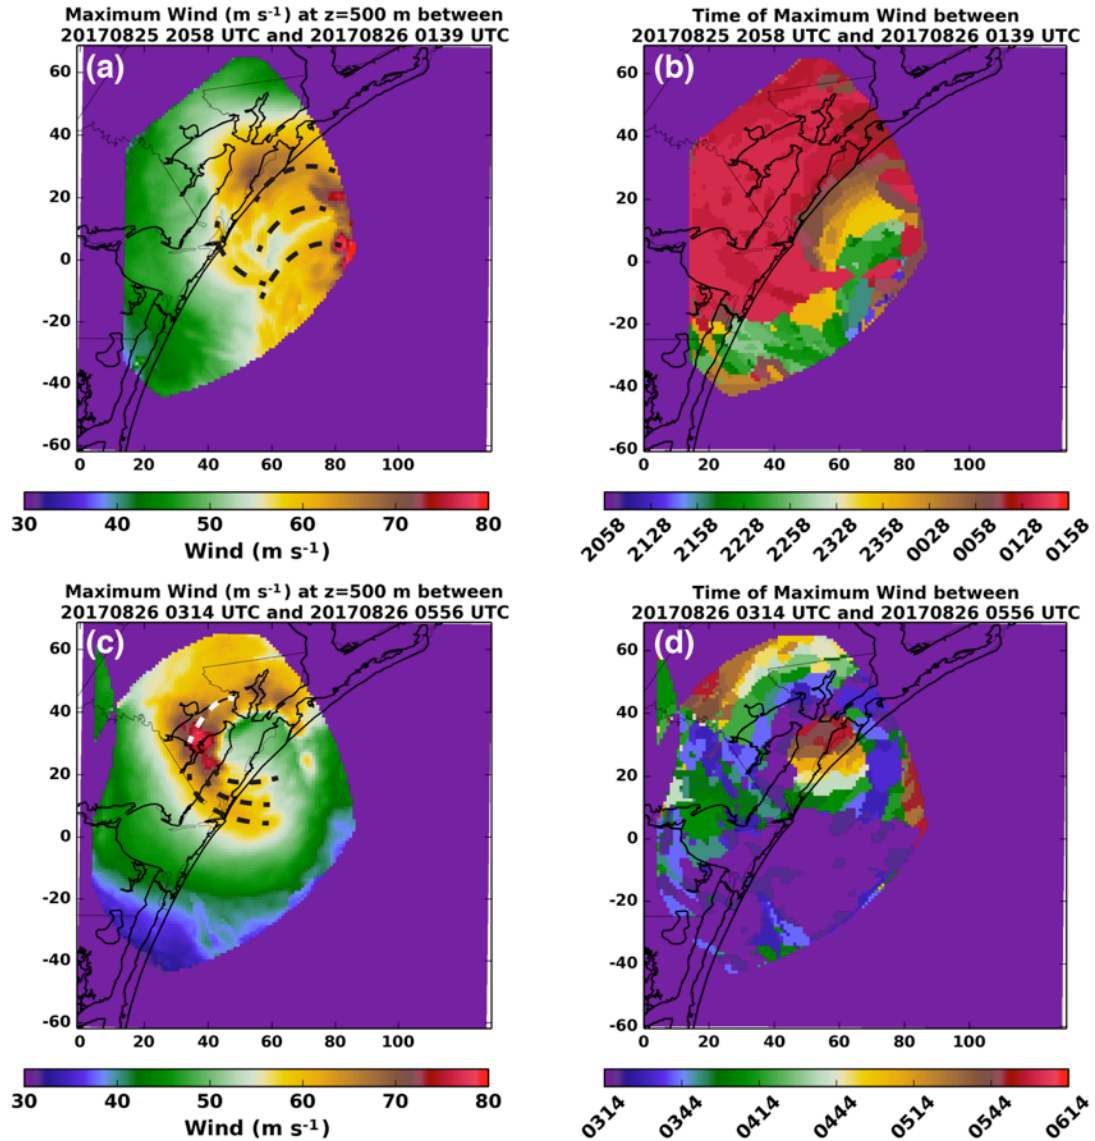 Maximum Wind (m s-1) at z=500 m between
20170825 2058 UTC and 20170826 0139 UTC
Time of Maximum Wind between
20170825 2058 UTC and 20170826 0139 UTC
(a)
(b)
60
40
20
0
-20
-40
-60
0 20 40 60 80 100
60
40
20
0
-20
-40
-60
0 20 40 60 80 100
30 40 50 60 70 80
Wind (m s-1)
2058 2128 2158 2228 2258 2328 2358 0028 0058 0128 0158
Maximum Wind (m s-1) at z=500 m between
20170826 0314 UTC and 20170826 0556 UTC
Time of Maximum Wind between
20170826 0314 UTC and 20170826 0556 UTC
(c)
(d)
60
40
20
0
-20
-40
-60
0 20 40 60 80 100
60
40
20
0
-20
-40
-60
0 20 40 60 80 100
30 40 50 60 70 80
Wind (m s-1)
0314 0344 0414 0444 0514 0544 0614